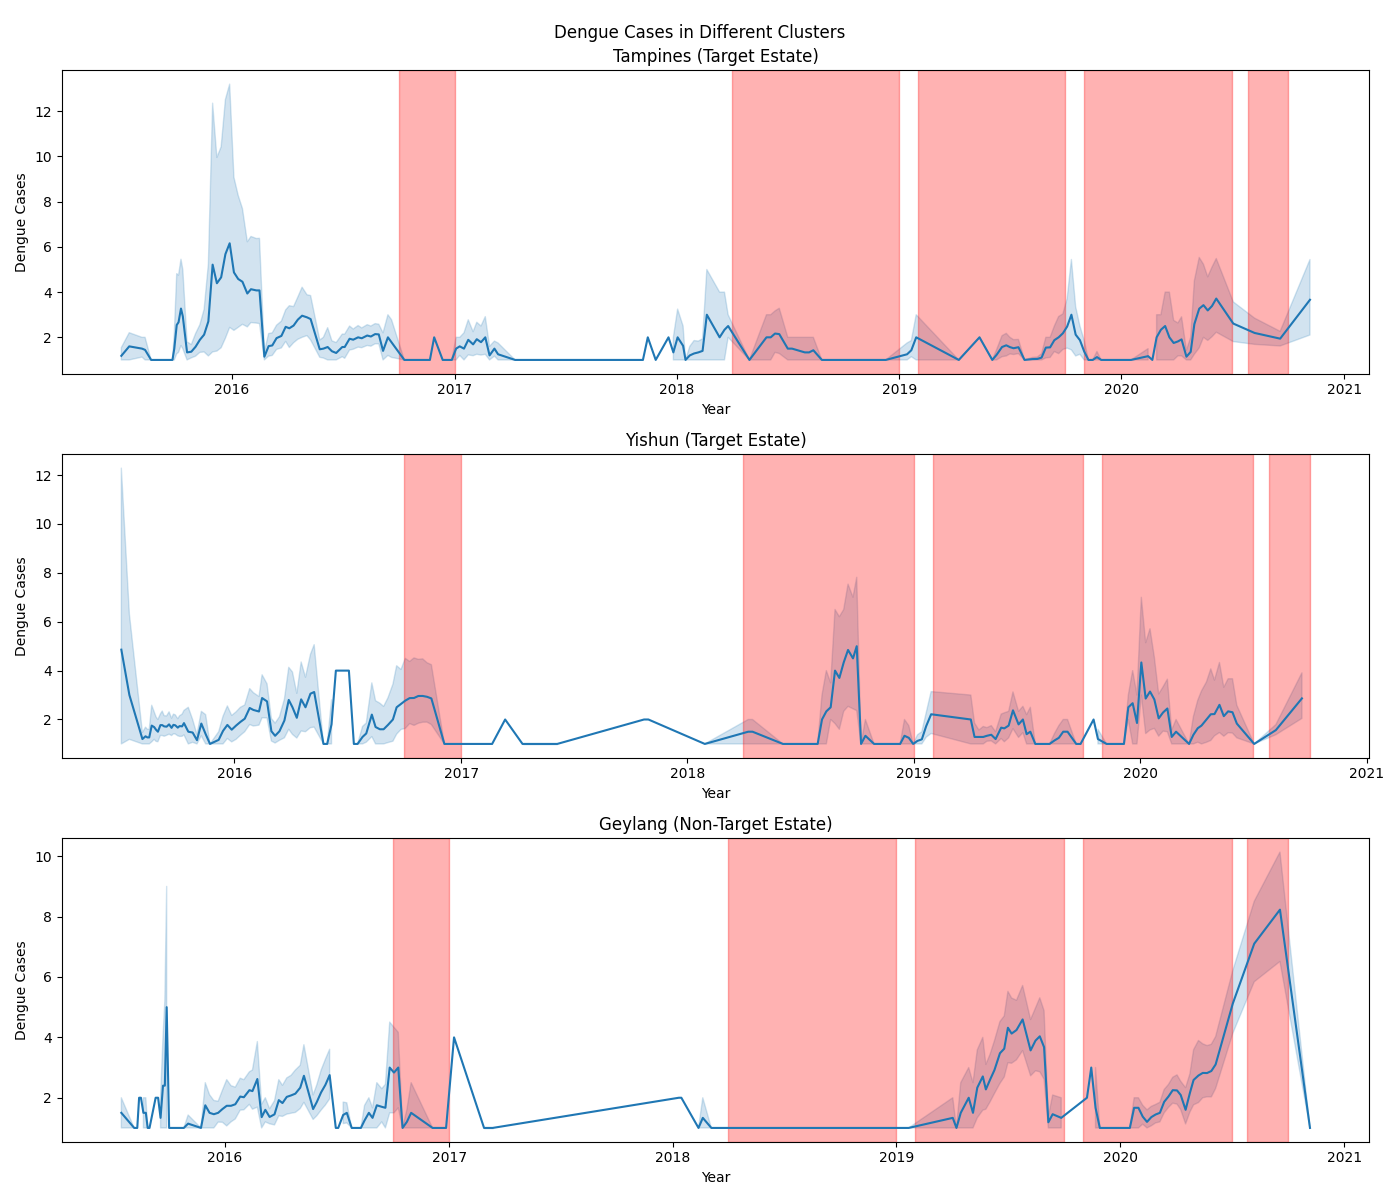 Dengue Cases in Different Clusters
Tampines (Target Estate)
12
10
8
6
4
2
Dengue Cases
2016 2017 2018 2019 2020 2021
Year
Yishun (Target Estate)
12
10
8
6
4
2
Dengue Cases
2016 2017 2018 2019 2020 2021
Year
Geylang (Non-Target Estate)
10
8
6
4
2
Dengue Cases
2016 2017 2018 2019 2020 2021
Year